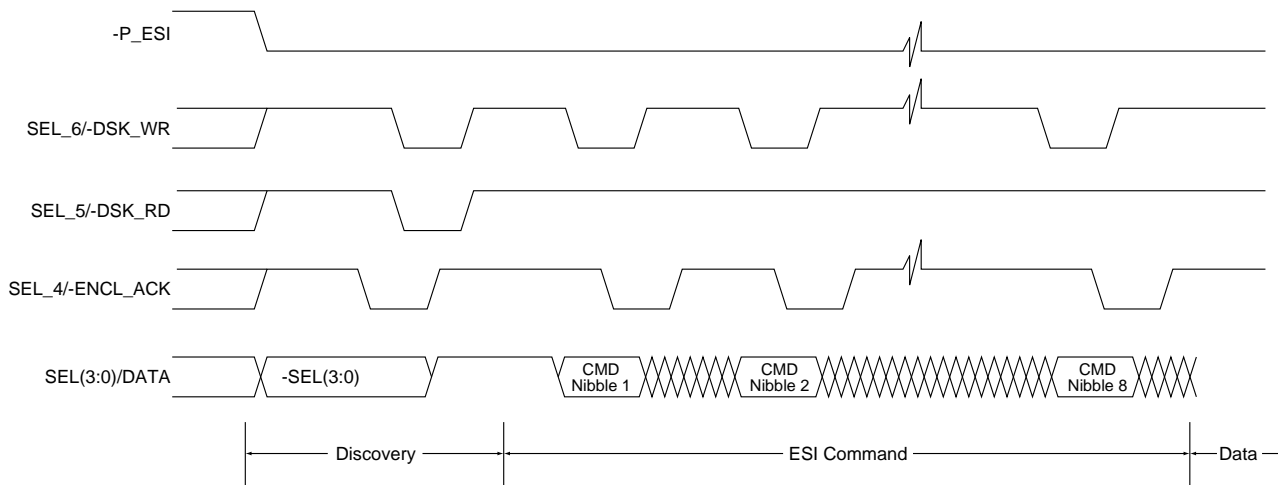 -P_ESI
SEL_6/-DSK_WR
SEL_5/-DSK_RD
SEL_4/-ENCL_ACK
SEL(3:0)/DATA
-SEL(3:0)
CMD
Nibble 1
CMD
Nibble 2
CMD
Nibble 8
Discovery
ESI Command
Data